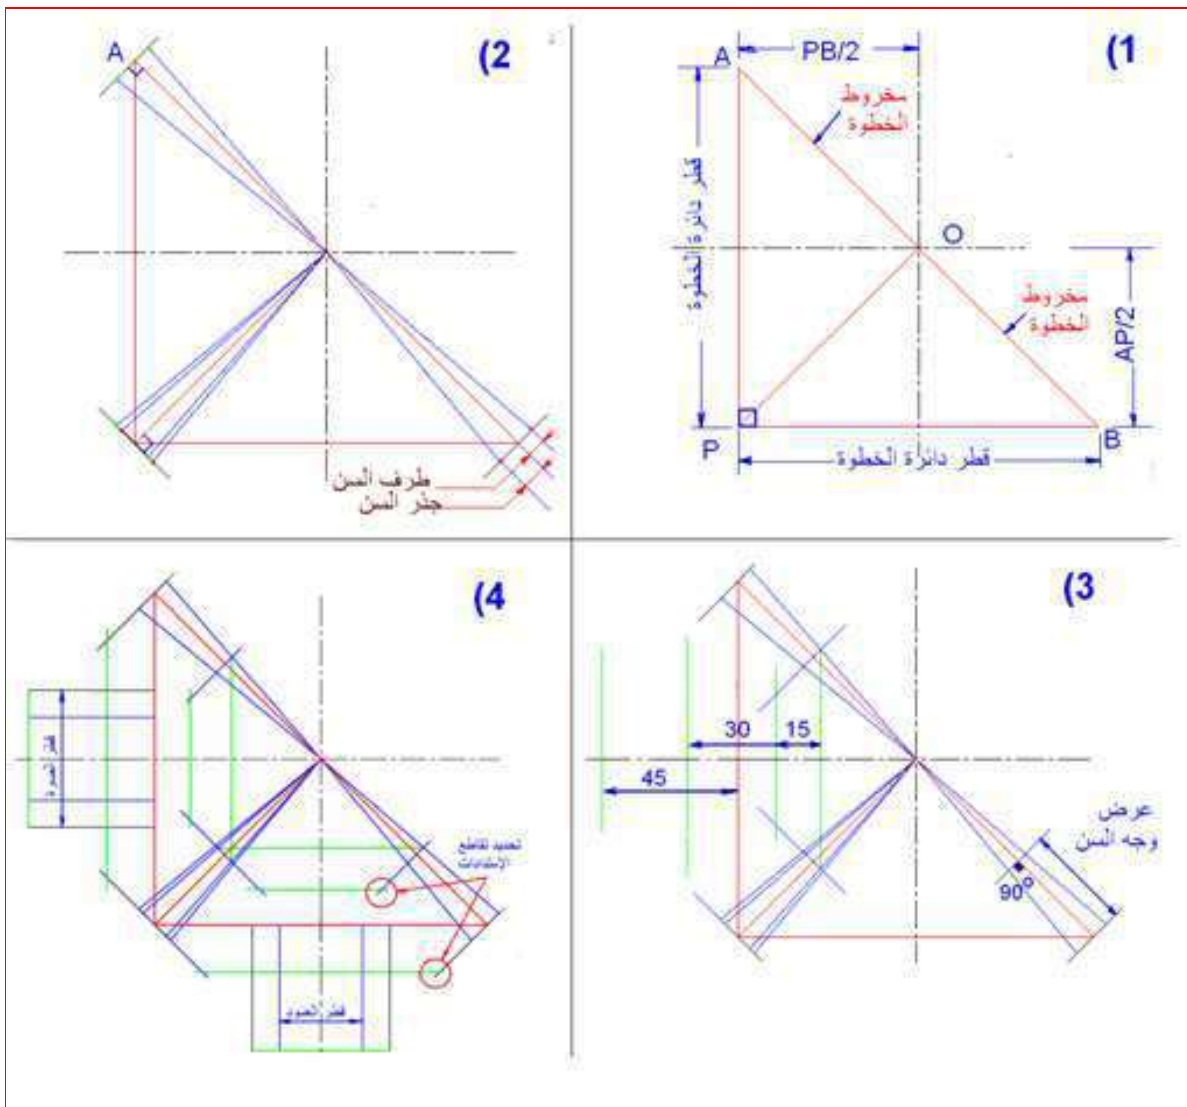 (1
PB/2
A
مخروط
الخطوة
قطر دائرة الخطوة
O
مخروط
الخطوة
AP/2
P
B
قطر دائرة الخطوة
(2
A
طرف السن
جذر السن
(3
30
15
45
عرض
وجه السن
90°
(4
تحديد تقاطع
الإمتدادات
قطر العمود